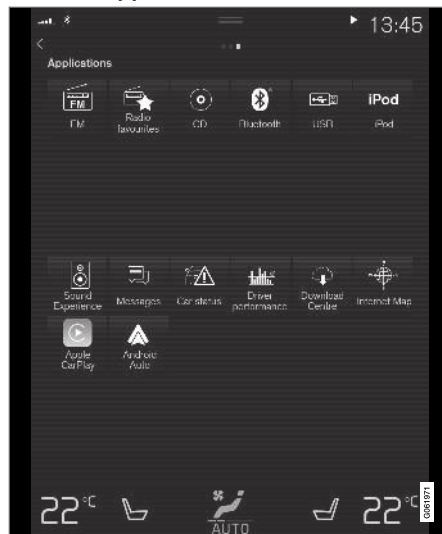 13:45
Applications
FM
FM Radio favourites CD Bluetooth USB iPod
iPod
Sound Experience Messages Car status Driver performance Download Centre Internet Map
Apple CarPlay Android Auto
22°C AUTO 22°C
G061971